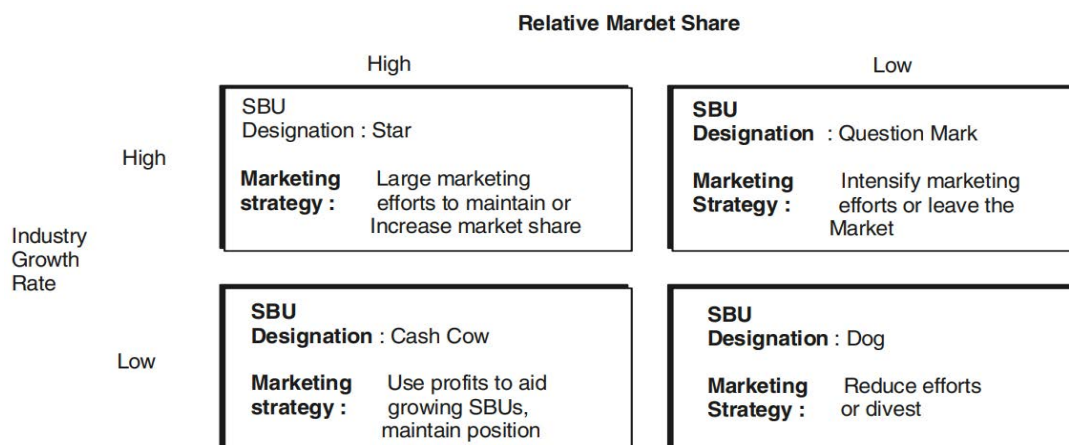 Relative Mardet Share
High
Low
High
SBU
Designation : Star
Marketing Large marketing
strategy : efforts to maintain or
Increase market share
SBU
Designation : Question Mark
Marketing Intensify marketing
Strategy : efforts or leave the
Market
Industry
Growth
Rate
Low
SBU
Designation : Cash Cow
Marketing Use profits to aid
strategy : growing SBUs,
maintain position
SBU
Designation : Dog
Marketing Reduce efforts
Strategy : or divest